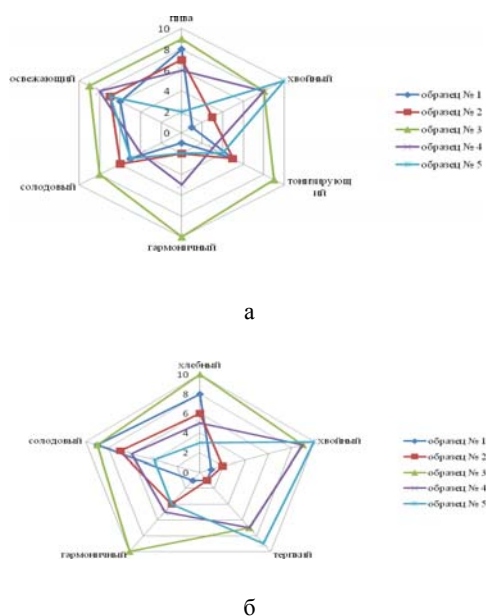 пива
10
8
6
4
2
0
освежающий
хвойный
солодовый
тонизирующ
ий
гармоничный
образец № 1
образец № 2
образец № 3
образец № 4
образец № 5
а
хлебный
10
8
6
4
2
0
солодовый
хвойный
гармоничный
терпкий
образец № 1
образец № 2
образец № 3
образец № 4
образец № 5
б